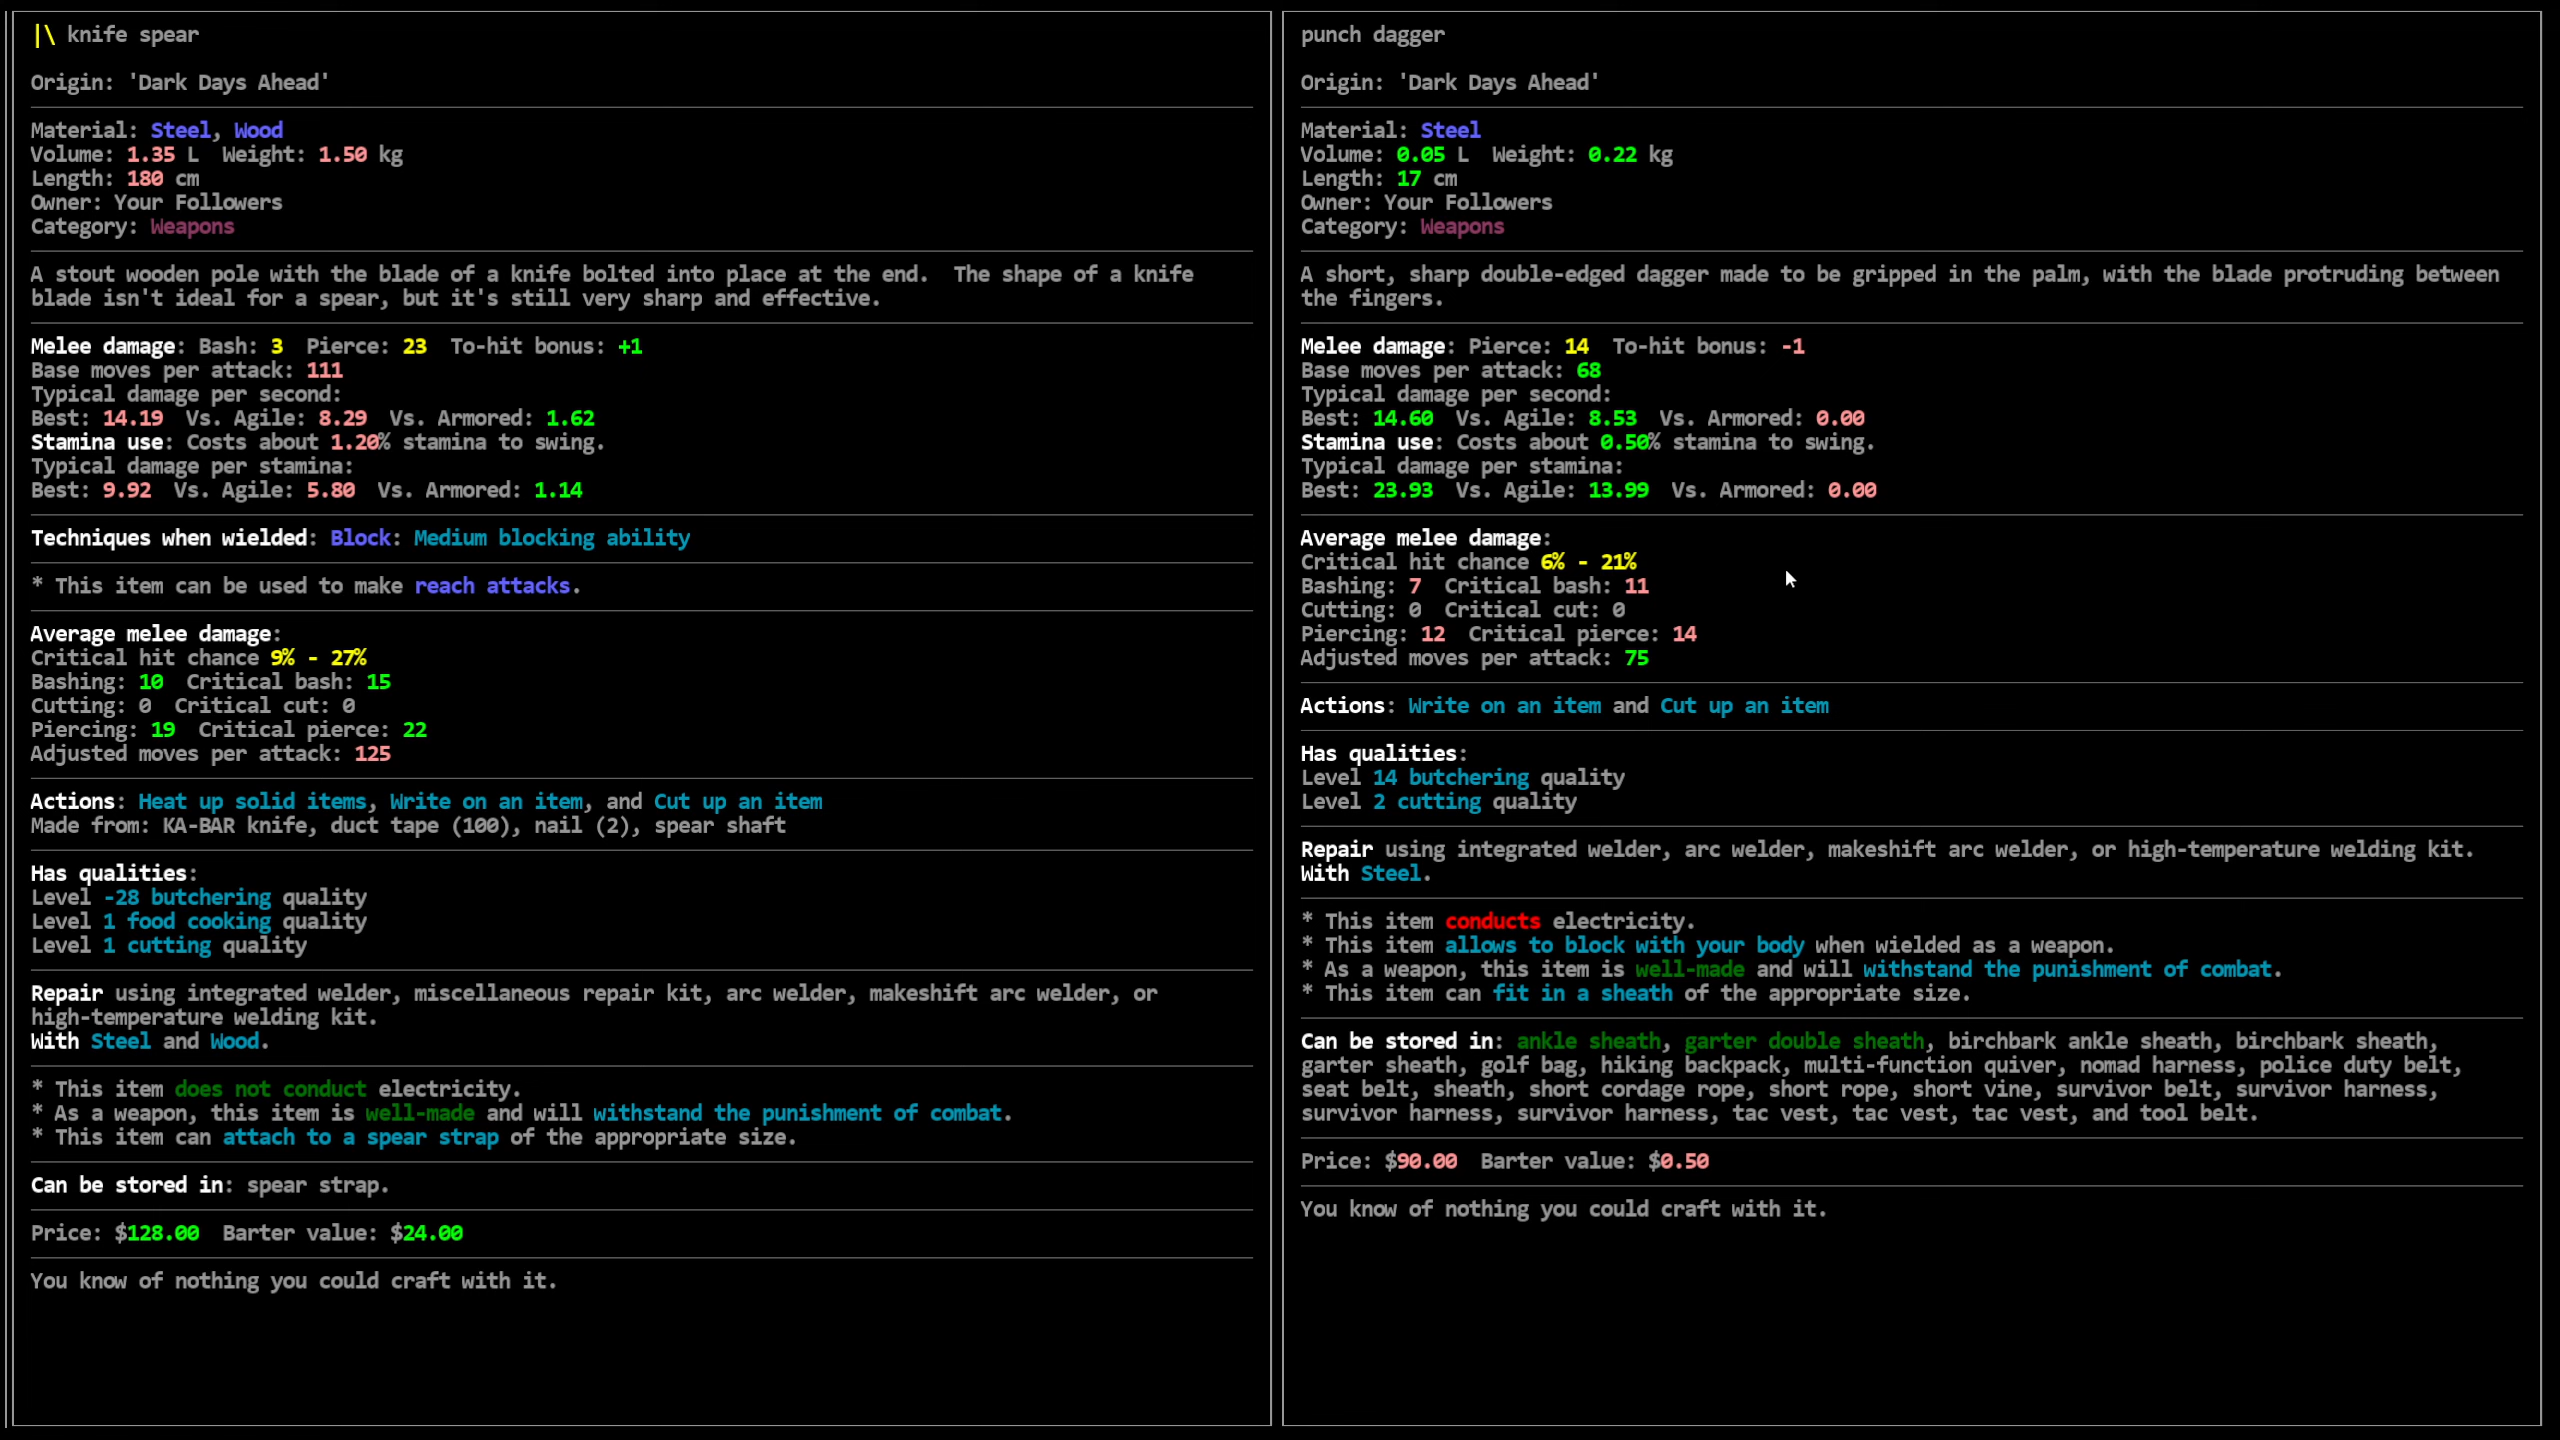 |\ knife spear
Origin: 'Dark Days Ahead'
Material: Steel, Wood
Volume: 1.35 L  Weight: 1.50 kg
Length: 180 cm
Owner: Your Followers
Category: Weapons
A stout wooden pole with the blade of a knife bolted into place at the end.  The shape of a knife
blade isn't ideal for a spear, but it's still very sharp and effective.
Melee damage: Bash: 3  Pierce: 23  To-hit bonus: +1
Base moves per attack: 111
Typical damage per second:
Best: 14.19  Vs. Agile: 8.29  Vs. Armored: 1.62
Stamina use: Costs about 1.20% stamina to swing.
Typical damage per stamina:
Best: 9.92  Vs. Agile: 5.80  Vs. Armored: 1.14
Techniques when wielded: Block: Medium blocking ability
* This item can be used to make reach attacks.
Average melee damage:
Critical hit chance 9% - 27%
Bashing: 10  Critical bash: 15
Cutting: 0  Critical cut: 0
Piercing: 19  Critical pierce: 22
Adjusted moves per attack: 125
Actions: Heat up solid items, Write on an item, and Cut up an item
Made from: KA-BAR knife, duct tape (100), nail (2), spear shaft
Has qualities:
Level -28 butchering quality
Level 1 food cooking quality
Level 1 cutting quality
Repair using integrated welder, miscellaneous repair kit, arc welder, makeshift arc welder, or
high-temperature welding kit.
With Steel and Wood.
* This item does not conduct electricity.
* As a weapon, this item is well-made and will withstand the punishment of combat.
* This item can attach to a spear strap of the appropriate size.
Can be stored in: spear strap.
Price: $128.00  Barter value: $24.00
You know of nothing you could craft with it.
punch dagger
Origin: 'Dark Days Ahead'
Material: Steel
Volume: 0.05 L  Weight: 0.22 kg
Length: 17 cm
Owner: Your Followers
Category: Weapons
A short, sharp double-edged dagger made to be gripped in the palm, with the blade protruding between
the fingers.
Melee damage: Pierce: 14  To-hit bonus: -1
Base moves per attack: 68
Typical damage per second:
Best: 14.60  Vs. Agile: 8.53  Vs. Armored: 0.00
Stamina use: Costs about 0.50% stamina to swing.
Typical damage per stamina:
Best: 23.93  Vs. Agile: 13.99  Vs. Armored: 0.00
Average melee damage:
Critical hit chance 6% - 21%
Bashing: 7  Critical bash: 11
Cutting: 0  Critical cut: 0
Piercing: 12  Critical pierce: 14
Adjusted moves per attack: 75
Actions: Write on an item and Cut up an item
Has qualities:
Level 14 butchering quality
Level 2 cutting quality
Repair using integrated welder, arc welder, makeshift arc welder, or high-temperature welding kit.
With Steel.
* This item conducts electricity.
* This item allows to block with your body when wielded as a weapon.
* As a weapon, this item is well-made and will withstand the punishment of combat.
* This item can fit in a sheath of the appropriate size.
Can be stored in: ankle sheath, garter double sheath, birchbark ankle sheath, birchbark sheath,
garter sheath, golf bag, hiking backpack, multi-function quiver, nomad harness, police duty belt,
seat belt, sheath, short cordage rope, short rope, short vine, survivor belt, survivor harness,
survivor harness, survivor harness, tac vest, tac vest, tac vest, and tool belt.
Price: $90.00  Barter value: $0.50
You know of nothing you could craft with it.